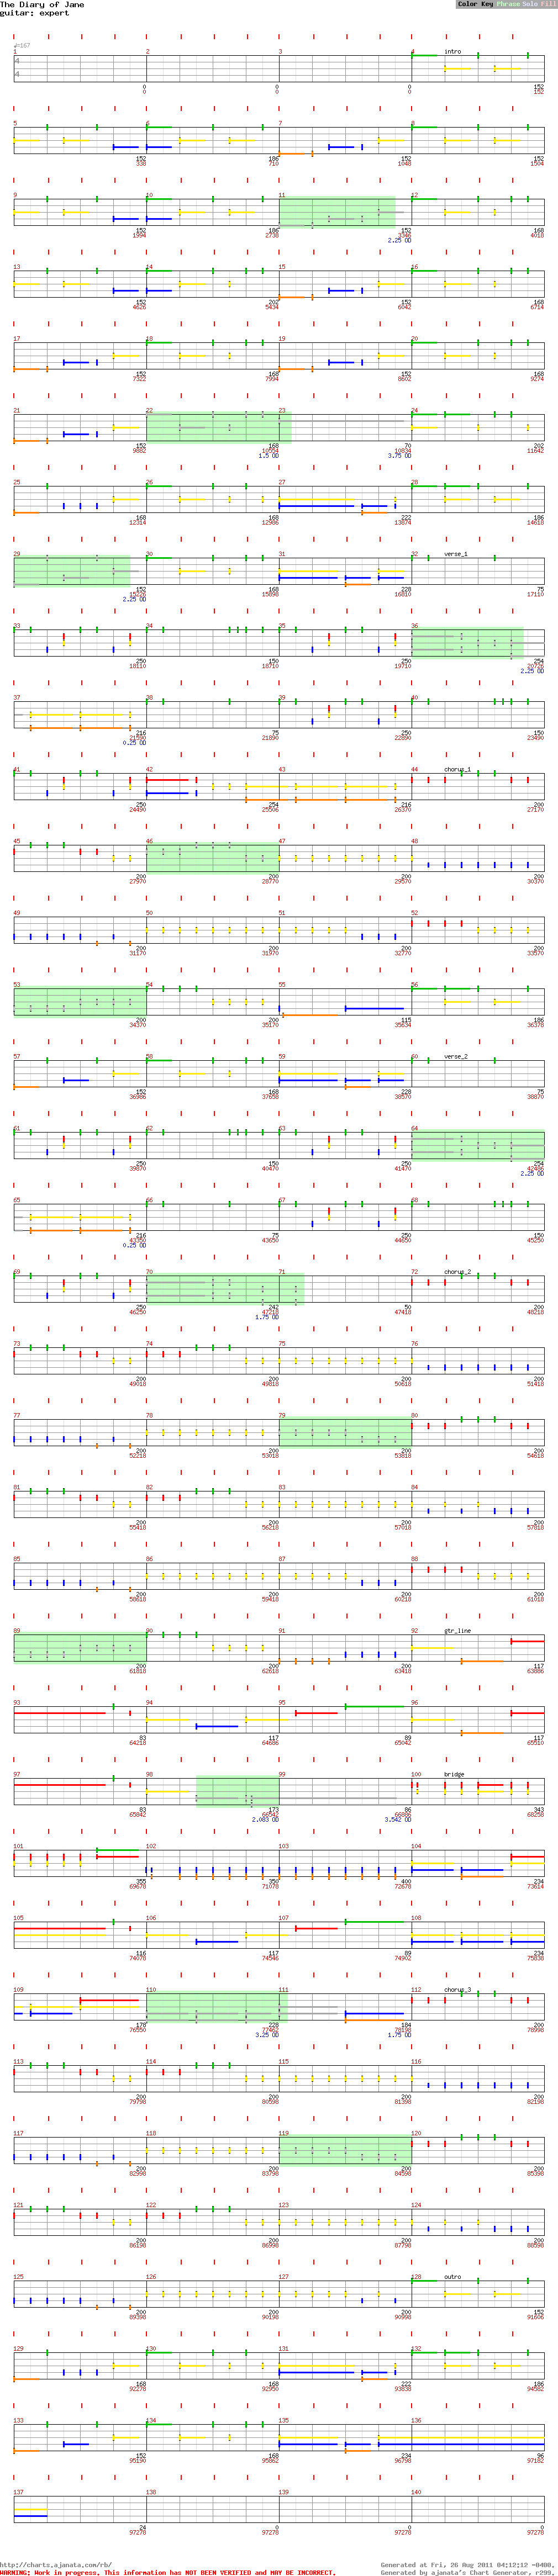 The Diary of Jane
guitar: expert
Color Key Phrase Solo Fill
♩=167
1 2 3 4 intro
0 0 0 152
0 0 0 152
5 6 7 8
152 186 152
338 710 1048 1504
9 10 11 12
152 186 152 168
1994 2738 3346 4018
2.25 OD
13 14 15 16
152 202 152 168
4626 5434 6042 6714
17 18 19 20
152 168 152 168
7322 7994 8602 9274
21 22 23 24
152 168 70 202
9882 10554 10834 11642
1.5 OD 3.75 OD
25 26 27 28
168 168 222 186
12314 12986 13874 14618
29 30 31 32 verse_1
152 168 228 75
15226 15898 16810 17110
2.25 OD
33 34 35 36
250 150 250 254
18110 18710 19710 20726
2.25 OD
37 38 39 40
216 75 250 150
21590 21890 22890 23490
0.25 OD
41 42 43 44 chorus_1
250 254 216 200
24490 25506 26370 27170
45 46 47 48
200 200 200 200
27970 28770 29570 30370
49 50 51 52
200 200 200 200
31170 31970 32770 33570
53 54 55 56
200 200 115 186
34370 35170 35634 36378
57 58 59 60 verse_2
152 168 228 75
36986 37658 38570 38870
61 62 63 64
250 150 250 254
39870 40470 41470 42486
2.25 OD
65 66 67 68
216 75 250 150
43350 43650 44650 45250
0.25 OD
69 70 71 72 chorus_2
250 242 50 200
46250 47218 47418 48218
1.75 OD
73 74 75 76
200 200 200 200
49018 49818 50618 51418
77 78 79 80
200 200 200 200
52218 53018 53818 54618
81 82 83 84
200 200 200 200
55418 56218 57018 57818
85 86 87 88
200 200 200 200
58618 59418 60218 61018
89 90 91 92 gtr_line
200 200 200 117
61818 62618 63418 63886
93 94 95 96
83 117 89 117
64218 64686 65042 65510
97 98 99 100 bridge
83 173 86 343
65842 66542 66886 68258
2.083 OD 3.542 OD
101 102 103 104
355 350 400 234
69678 71078 72678 73614
105 106 107 108
116 117 89 234
74078 74546 74902 75838
109 110 111 112 chorus_3
178 228 184 200
76550 77462 78198 78998
3.25 OD 1.75 OD
113 114 115 116
200 200 200 200
79798 80598 81398 82198
117 118 119 120
200 200 200 200
82998 83798 84598 85398
121 122 123 124
200 200 200 200
86198 86998 87798 88598
125 126 127 128 outro
200 200 200 152
89398 90198 90998 91606
129 130 131 132
168 168 222 186
92278 92950 93838 94582
133 134 135 136
152 168 234 96
95190 95862 96798 97182
137 138 139 140
24 0 0 0
97278 97278 97278 97278
http://charts.ajanata.com/rb/
Generated at Fri, 26 Aug 2011 04:12:12 -0400.
WARNING: Work in progress. This information has NOT BEEN VERIFIED and MAY BE INCORRECT.
Generated by ajanata's Chart Generator, r299.